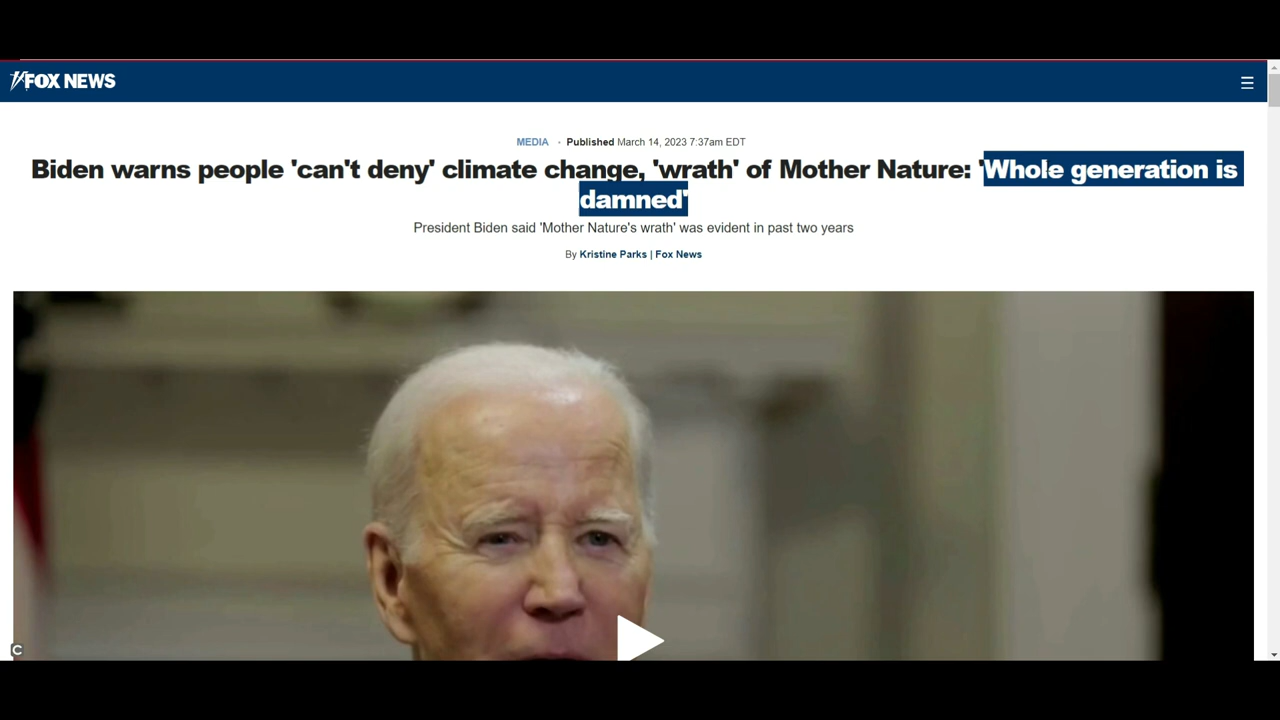 FOX NEWS
MEDIA · Published March 14, 2023 7:37am EDT
Biden warns people 'can't deny' climate change, 'wrath' of Mother Nature: 'Whole generation is
damned'
President Biden said 'Mother Nature's wrath' was evident in past two years
By Kristine Parks | Fox News
C